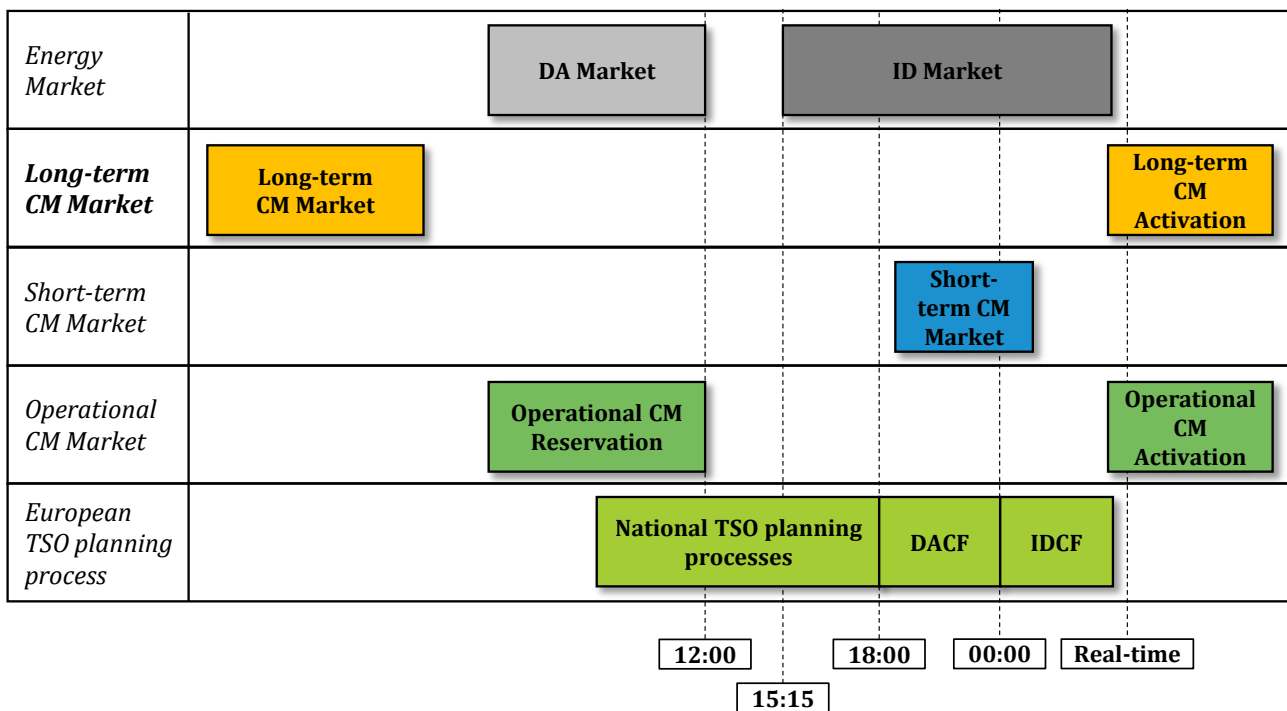 Energy
Market
DA Market
ID Market
Long-term
CM Market
Long-term
CM Market
Long-term
CM
Activation
Short-term
CM Market
Short-
term CM
Market
Operational
CM Market
Operational CM
Reservation
Operational
CM
Activation
European
TSO planning
process
National TSO planning
processes
DACF
IDCF
12:00
18:00
00:00
Real-time
15:15